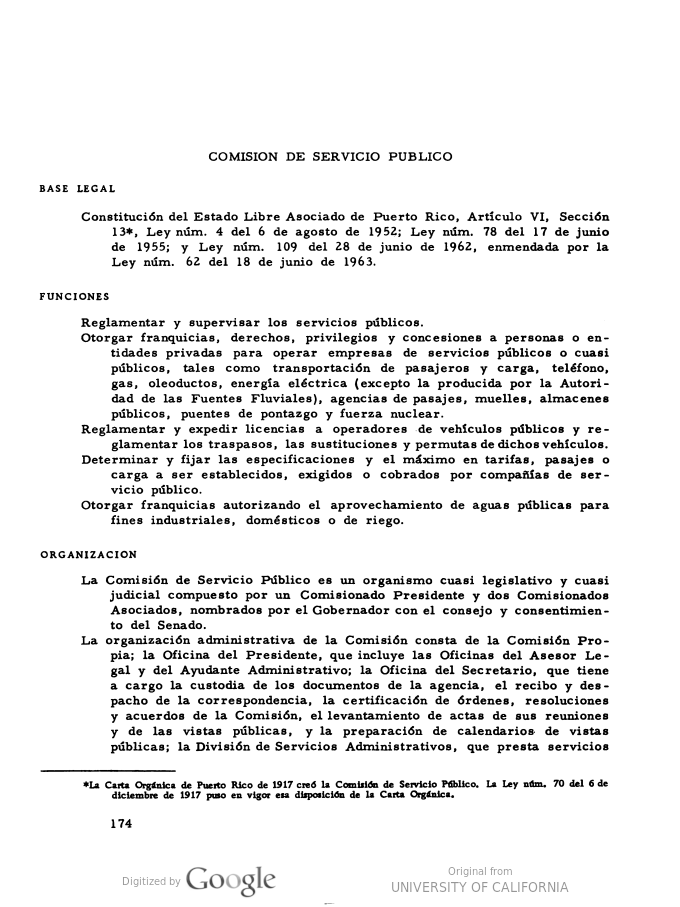 COMISION DE SERVICIO PUBLICO
BASE LEGAL
Constitución del Estado Libre Asociado de Puerto Rico, Artículo VI, Sección
13*, Ley núm. 4 del 6 de agosto de 1952; Ley núm. 78 del 17 de junio
de 1955; y Ley núm. 109 del 28 de junio de 1962, enmendada por la
Ley núm. 62 del 18 de junio de 1963.
FUNCIONES
Reglamentar y supervisar los servicios públicos.
Otorgar franquicias, derechos, privilegios y concesiones a personas o en-
tidades privadas para operar empresas de servicios públicos o cuasi
públicos, tales como transportación de pasajeros y carga, teléfono,
gas, oleoductos, energía eléctrica (excepto la producida por la Autori-
dad de las Fuentes Fluviales), agencias de pasajes, muelles, almacenes
públicos, puentes de pontazgo y fuerza nuclear.
Reglamentar y expedir licencias a operadores de vehículos públicos y re-
glamentar los traspasos, las sustituciones y permutas de dichos vehículos.
Determinar y fijar las especificaciones y el máximo en tarifas, pasajes o
carga a ser establecidos, exigidos o cobrados por compañías de ser-
vicio público.
Otorgar franquicias autorizando el aprovechamiento de aguas públicas para
fines industriales, domésticos o de riego.
ORGANIZACION
La Comisión de Servicio Público es un organismo cuasi legislativo y cuasi
judicial compuesto por un Comisionado Presidente y dos Comisionados
Asociados, nombrados por el Gobernador con el consejo y consentimien-
to del Senado.
La organización administrativa de la Comisión consta de la Comisión Pro-
pia; la Oficina del Presidente, que incluye las Oficinas del Asesor Le-
gal y del Ayudante Administrativo; la Oficina del Secretario, que tiene
a cargo la custodia de los documentos de la agencia, el recibo y des-
pacho de la correspondencia, la certificación de órdenes, resoluciones
y acuerdos de la Comisión, el levantamiento de actas de sus reuniones
y de las vistas públicas, y la preparación de calendarios de vistas
públicas; la División de Servicios Administrativos, que presta servicios
*La Carta Orgánica de Puerto Rico de 1917 creó la Comisión de Servicio Público. La Ley núm. 70 del 6 de
diciembre de 1917 puso en vigor esa disposición de la Carta Orgánica.
174
Digitized by Google
Original from
UNIVERSITY OF CALIFORNIA